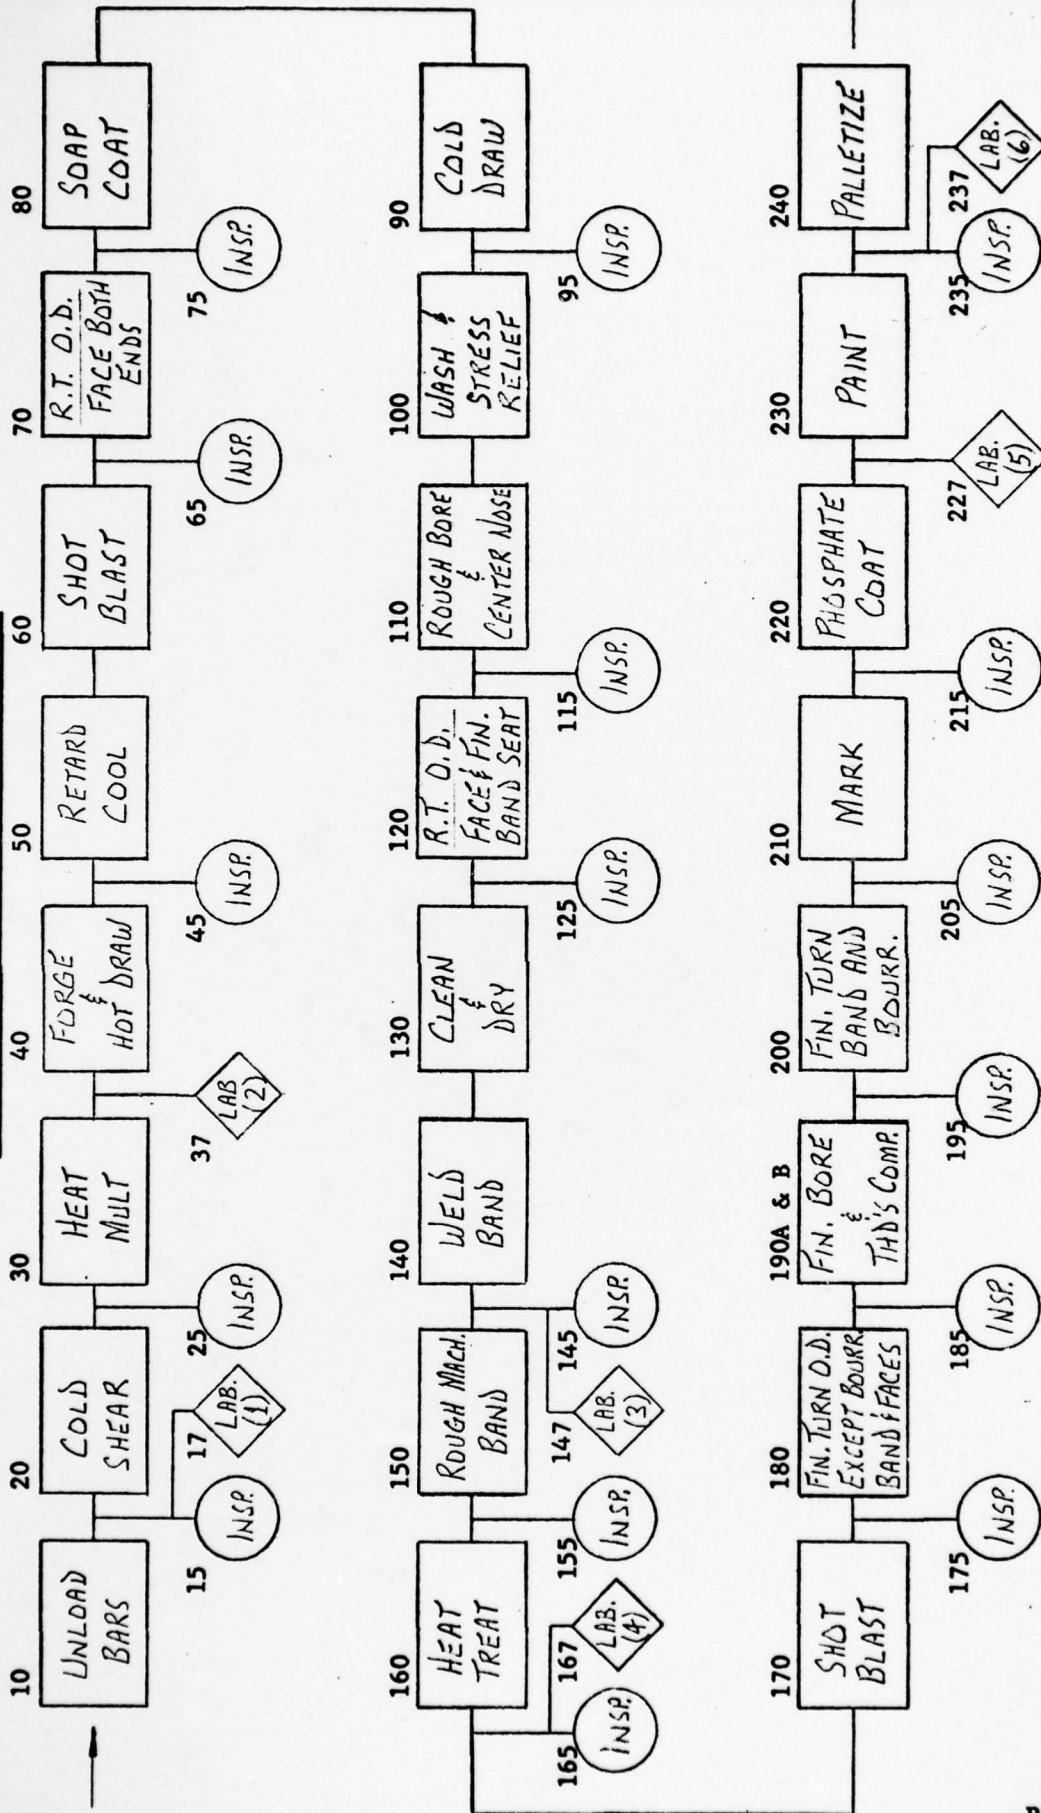 10
UNLOAD
BARS
15
INSP.
17
LAB.
(1)
20
COLD
SHEAR
25
INSP.
30
HEAT
MULT
37
LAB
(2)
40
FORGE
&
HOT DRAW
45
INSP.
50
RETARD
COOL
60
SHOT
BLAST
65
INSP.
70
R.T. O.D.
FACE BOTH
ENDS
75
INSP.
80
SOAP
COAT
90
COLD
DRAW
95
INSP.
100
WASH &
STRESS
RELIEF
110
ROUGH BORE
&
CENTER NOSE
115
INSP.
120
R.T. O.D.
FACE & FIN.
BAND SEAT
125
INSP.
130
CLEAN
&
DRY
140
WELD
BAND
145
INSP.
147
LAB.
(3)
150
ROUGH MACH.
BAND
155
INSP.
160
HEAT
TREAT
165
INSP.
167
LAB.
(4)
170
SHOT
BLAST
175
INSP.
180
FIN. TURN O.D.
EXCEPT BOURR.
BAND & FACES
185
INSP.
190A & B
FIN. BORE
&
THD'S COMP.
195
INSP.
200
FIN. TURN
BAND AND
BOURR.
205
INSP.
210
MARK
215
INSP.
220
PHOSPHATE
COAT
227
LAB.
(5)
230
PAINT
235
INSP.
237
LAB.
(6)
240
PALLETIZE